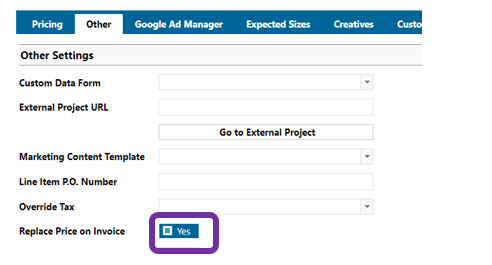 Pricing Other Google Ad Manager Expected Sizes Creatives Custo
Other Settings
Custom Data Form
External Project URL
Go to External Project
Marketing Content Template
Line Item P.O. Number
Override Tax
Replace Price on Invoice Yes